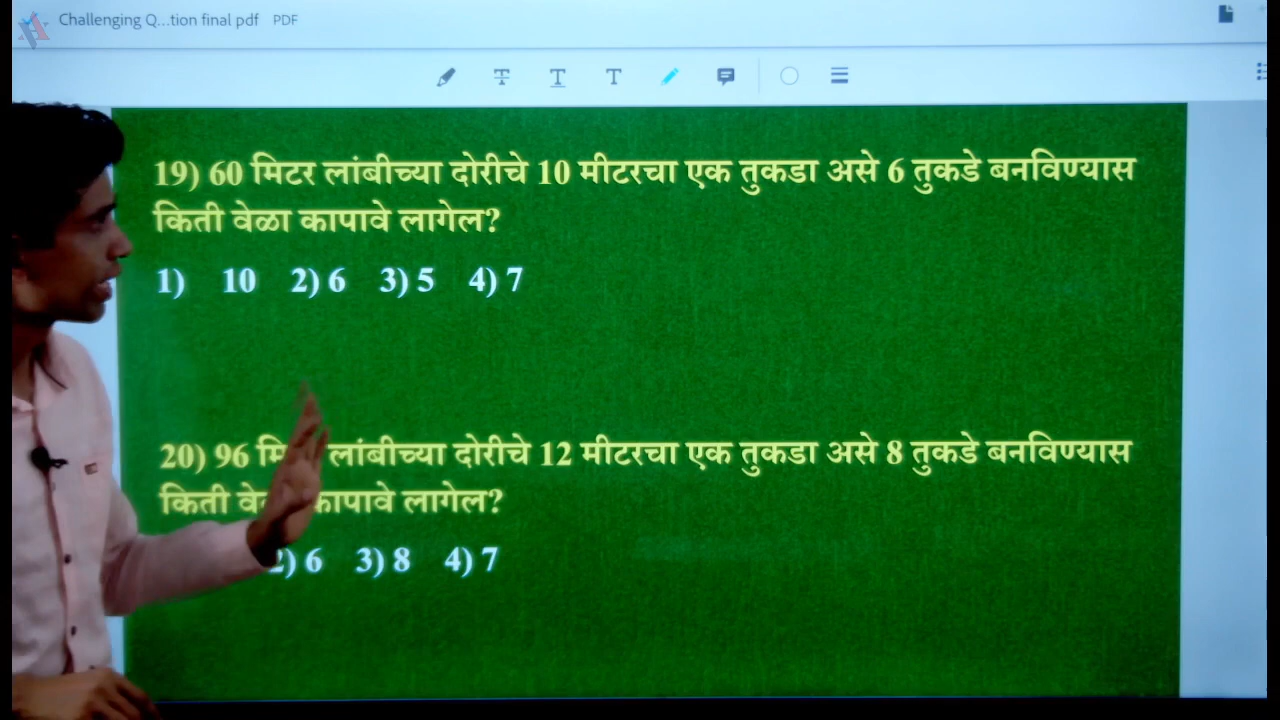 Challenging Q...tion final pdf PDF
19) 60 मिटर लांबीच्या दोरीचे 10 मीटरचा एक तुकडा असे 6 तुकडे बनविण्यास
किती वेळा कापावे लागेल?
1) 10 2) 6 3) 5 4) 7
20) 96 लांबीच्या दोरीचे 12 मीटरचा एक तुकडा असे 8 तुकडे बनविण्यास
किती कापावे लागेल?
2) 6 3) 8 4) 7